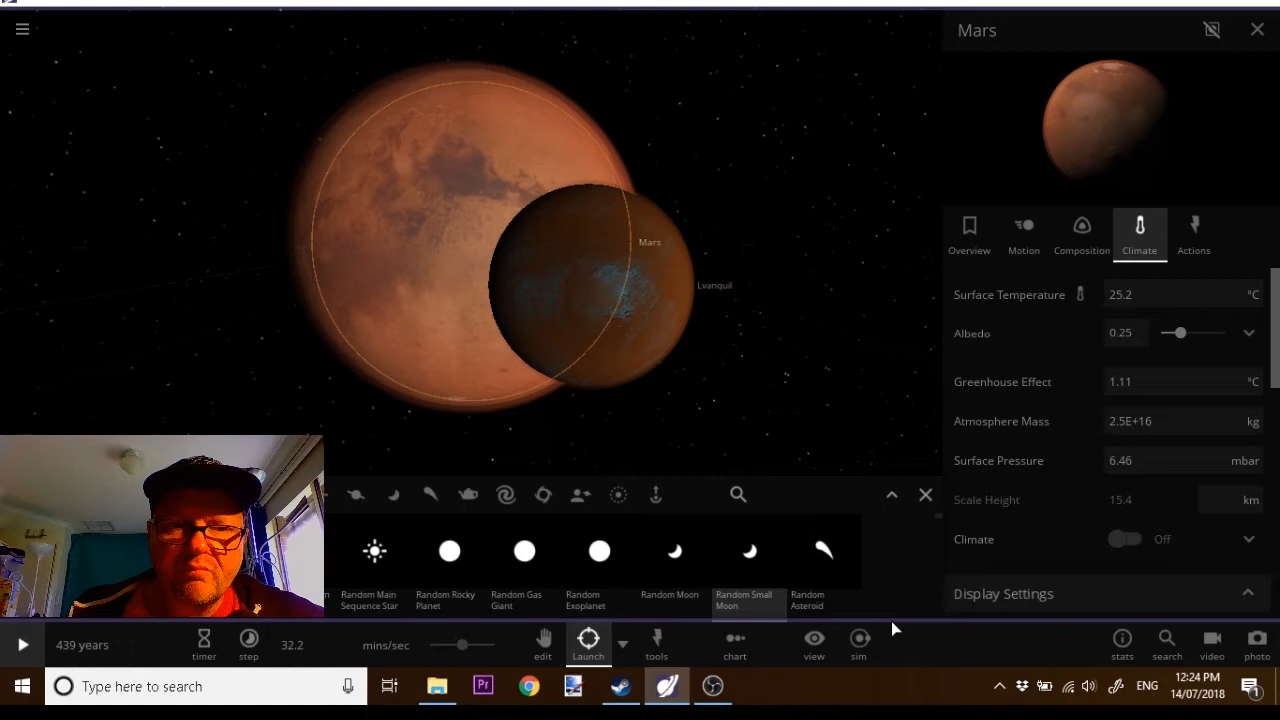 Mars
Mars
Lvanquil
Overview
Motion
Composition
Climate
Actions
Surface Temperature 25.2 °C
Albedo 0.25
Greenhouse Effect 1.11 °C
Atmosphere Mass 2.5E+16 kg
Surface Pressure 6.46 mbar
Scale Height 15.4 km
Climate Off
Display Settings
Random Main
Sequence Star
Random Rocky
Planet
Random Gas
Giant
Random
Exoplanet
Random Moon
Random Small
Moon
Random
Asteroid
439 years
timer
step
32.2 mins/sec
edit
Launch
tools
chart
view
sim
stats
search
video
photo
Type here to search
Pr
ENG
12:24 PM
14/07/2018
1